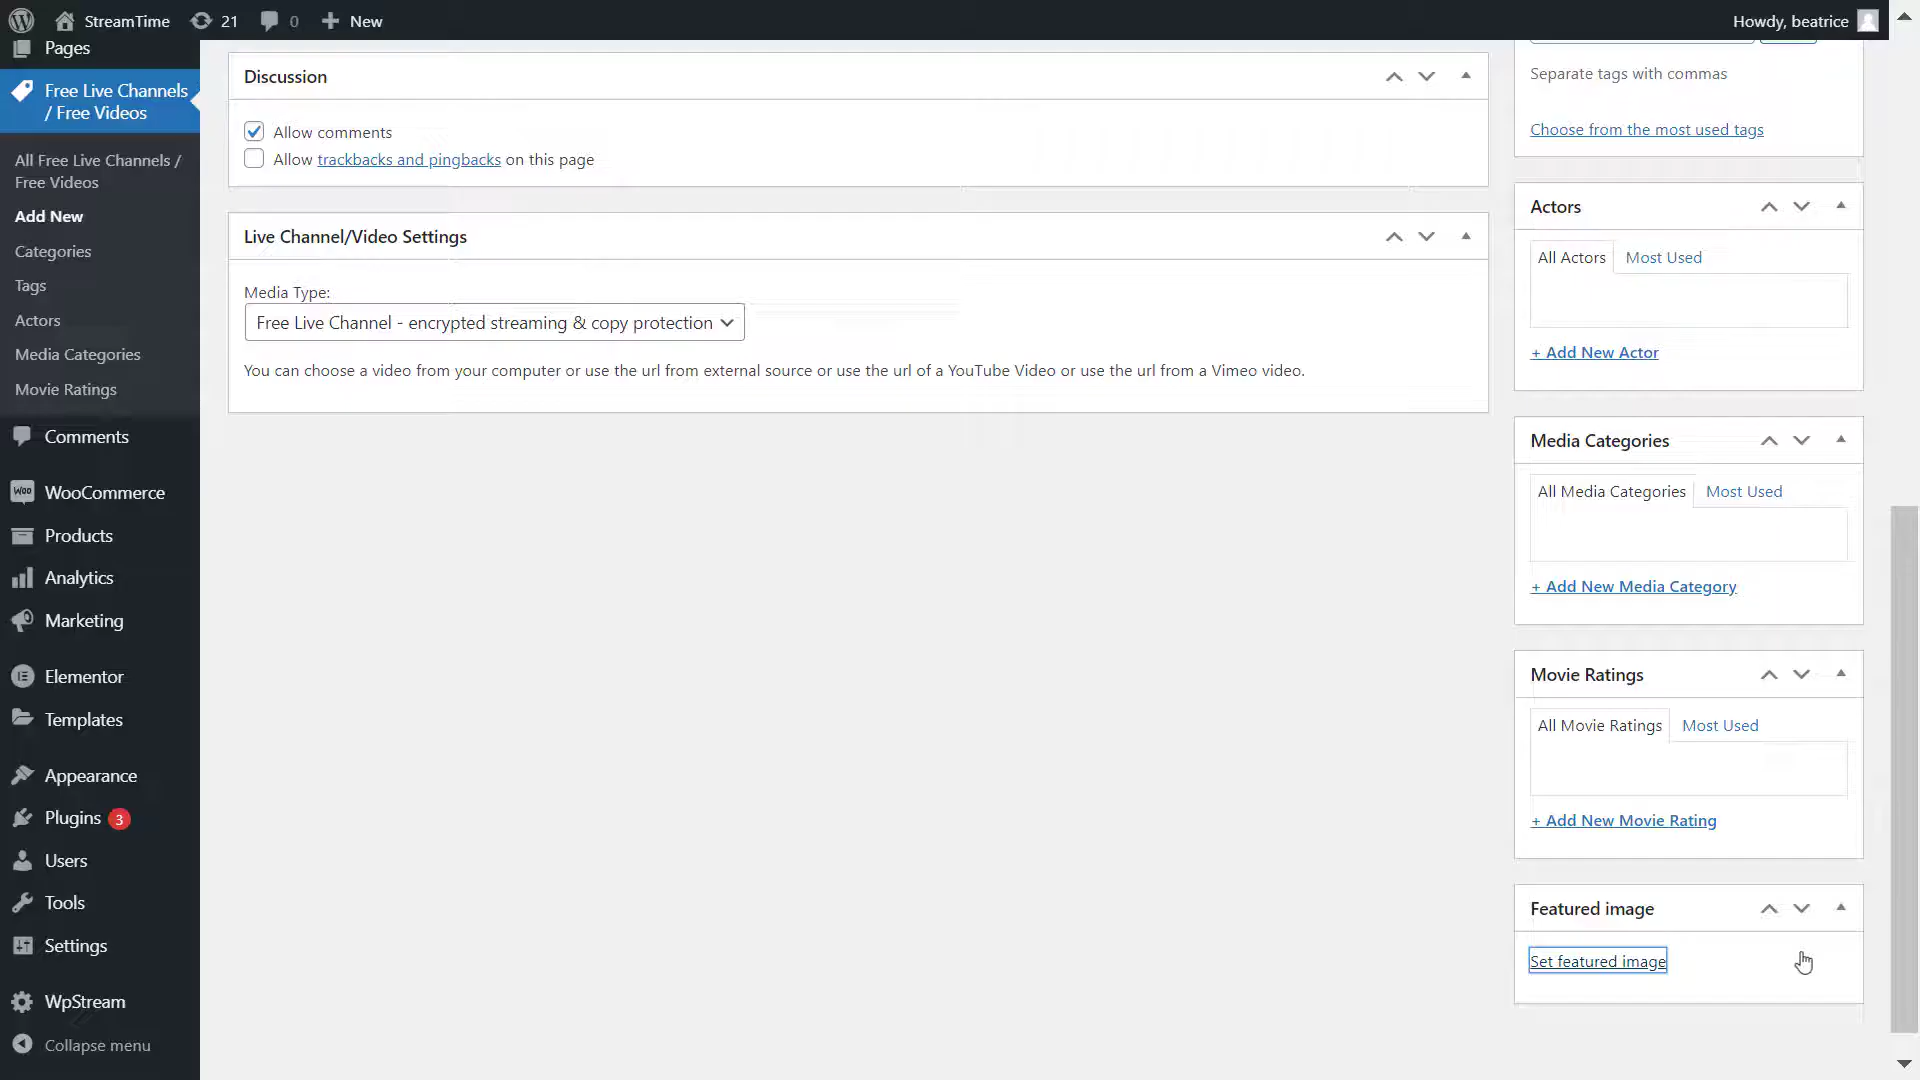 StreamTime
21
0
New
Howdy, beatrice
Pages
Free Live Channels
/ Free Videos
All Free Live Channels /
Free Videos
Add New
Categories
Tags
Actors
Media Categories
Movie Ratings
Comments
Woo
WooCommerce
Products
Analytics
Marketing
Elementor
Templates
Appearance
Plugins 3
Users
Tools
Settings
WpStream
Collapse menu
Discussion
Allow comments
Allow trackbacks and pingbacks on this page
Live Channel/Video Settings
Media Type:
Free Live Channel - encrypted streaming & copy protection
You can choose a video from your computer or use the url from external source or use the url of a YouTube Video or use the url from a Vimeo video.
Separate tags with commas
Choose from the most used tags
Actors
All Actors
Most Used
+ Add New Actor
Media Categories
All Media Categories
Most Used
+ Add New Media Category
Movie Ratings
All Movie Ratings
Most Used
+ Add New Movie Rating
Featured image
Set featured image